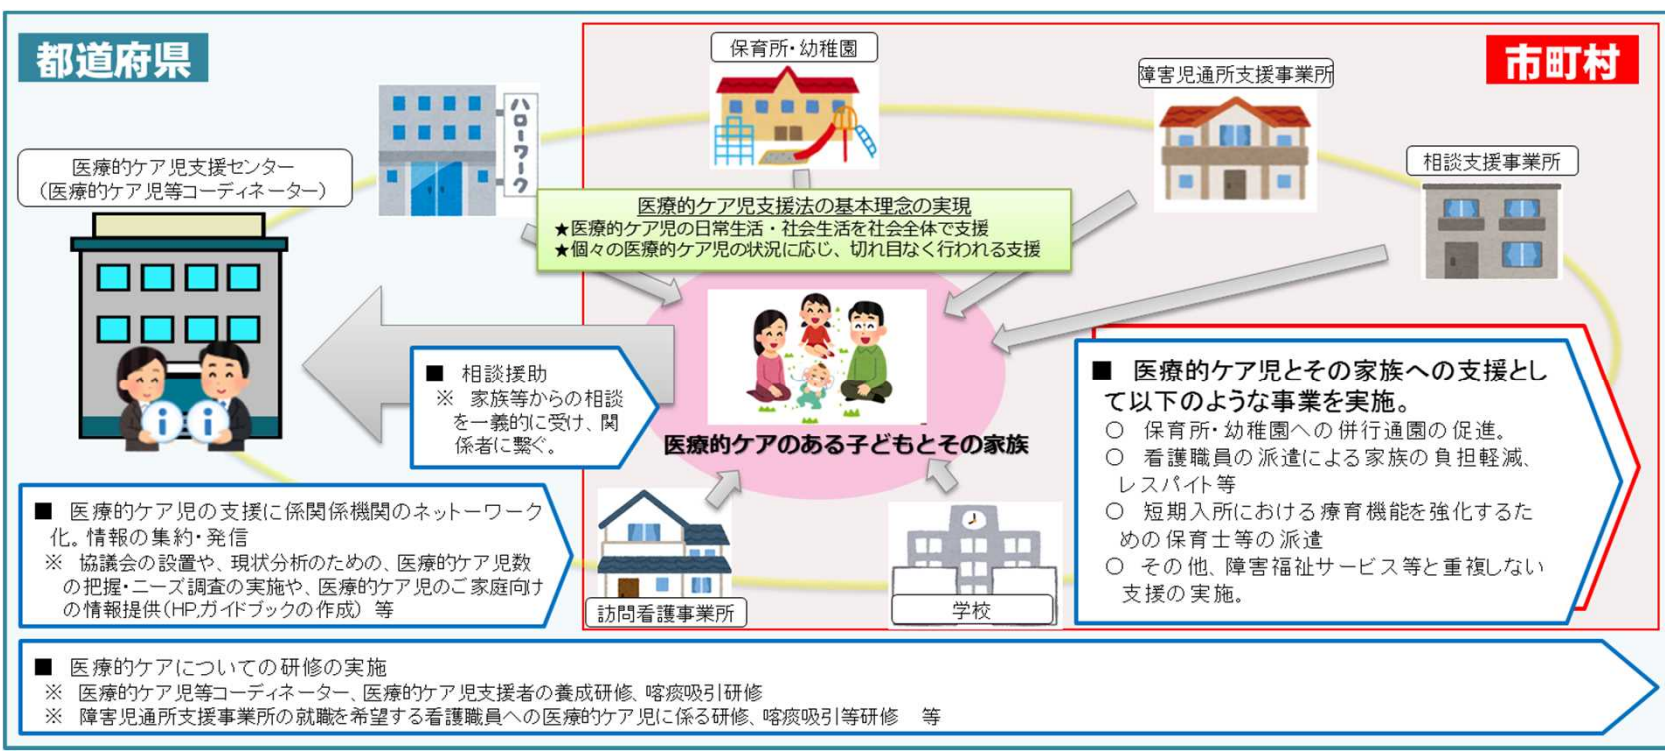 都道府県
市町村
保育所・幼稚園
障害児通所支援事業所
ハローワーク
医療的ケア児支援センター
（医療的ケア児等コーディネーター）
相談支援事業所
医療的ケア児支援法の基本理念の実現
★医療的ケア児の日常生活・社会生活を社会全体で支援
★個々の医療的ケア児の状況に応じ、切れ目なく行われる支援
■ 相談援助
※ 家族等からの相談
を一義的に受け、関
係者に繋ぐ。
医療的ケアのある子どもとその家族
■ 医療的ケア児とその家族への支援とし
て以下のような事業を実施。
○ 保育所・幼稚園への併行通園の促進。
○ 看護職員の派遣による家族の負担軽減、
レスパイト等
○ 短期入所における療育機能を強化するた
めの保育士等の派遣
○ その他、障害福祉サービス等と重複しない
支援の実施。
■ 医療的ケア児の支援に係関係機関のネットーワーク
化。情報の集約・発信
※ 協議会の設置や、現状分析のための、医療的ケア児数
の把握・ニーズ調査の実施や、医療的ケア児のご家庭向け
の情報提供（HP,ガイドブックの作成） 等
訪問看護事業所
学校
■ 医療的ケアについての研修の実施
※ 医療的ケア児等コーディネーター、医療的ケア児支援者の養成研修、喀痰吸引研修
※ 障害児通所支援事業所の就職を希望する看護職員への医療的ケア児に係る研修、喀痰吸引等研修 等